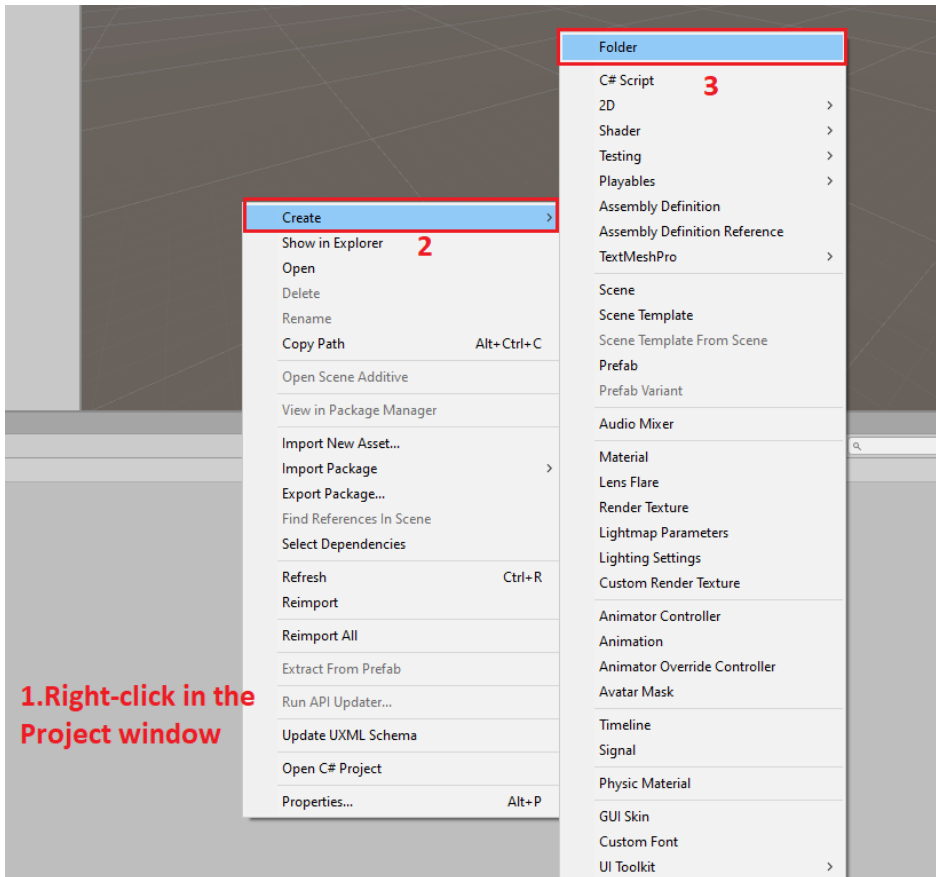 Create
2
Show in Explorer
Open
Delete
Rename
Copy Path Alt+Ctrl+C
Open Scene Additive
View in Package Manager
Import New Asset...
Import Package
Export Package...
Find References In Scene
Select Dependencies
Refresh Ctrl+R
Reimport
Reimport All
Extract From Prefab
Run API Updater...
Update UXML Schema
Open C# Project
Properties... Alt+P
1.Right-click in the
Project window
Folder
C# Script
3
2D
Shader
Testing
Playables
Assembly Definition
Assembly Definition Reference
TextMeshPro
Scene
Scene Template
Scene Template From Scene
Prefab
Prefab Variant
Audio Mixer
Material
Lens Flare
Render Texture
Lightmap Parameters
Lighting Settings
Custom Render Texture
Animator Controller
Animation
Animator Override Controller
Avatar Mask
Timeline
Signal
Physic Material
GUI Skin
Custom Font
UI Toolkit